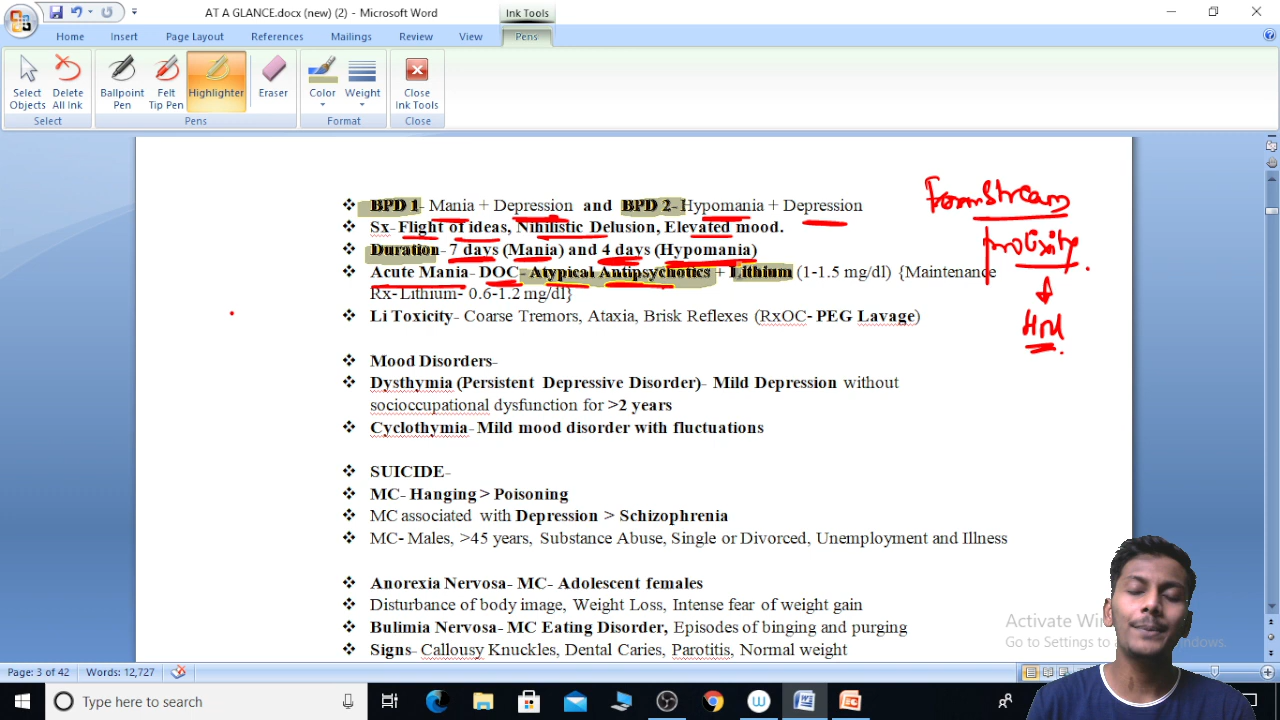 AT A GLANCE.docx (new) (2) - Microsoft Word
Ink Tools
Home Insert Page Layout References Mailings Review View Pens
Select Objects
Delete All Ink
Ballpoint Pen
Felt Tip Pen
Highlighter
Eraser
Color
Weight
Close Ink Tools
Select Pens Format Close
BPD 1- Mania + Depression and BPD 2- Hypomania + Depression
Sx- Flight of ideas, Nihilistic Delusion, Elevated mood.
Duration- 7 days (Mania) and 4 days (Hypomania)
Acute Mania- DOC- Atypical Antipsychotics + Lithium (1-1.5 mg/dl) {Maintenance
Rx- Lithium- 0.6-1.2 mg/dl}
Li Toxicity- Coarse Tremors, Ataxia, Brisk Reflexes (RxOC- PEG Lavage)
Mood Disorders-
Dysthymia (Persistent Depressive Disorder)- Mild Depression without
socioccupational dysfunction for >2 years
Cyclothymia- Mild mood disorder with fluctuations
SUICIDE-
MC- Hanging > Poisoning
MC associated with Depression > Schizophrenia
MC- Males, >45 years, Substance Abuse, Single or Divorced, Unemployment and Illness
Anorexia Nervosa- MC- Adolescent females
Disturbance of body image, Weight Loss, Intense fear of weight gain
Bulimia Nervosa- MC Eating Disorder, Episodes of binging and purging
Signs- Callousy Knuckles, Dental Caries, Parotitis, Normal weight
prolixity
Activate Win
Go to Settings to ndows.
Page: 3 of 42 Words: 12,727
Type here to search